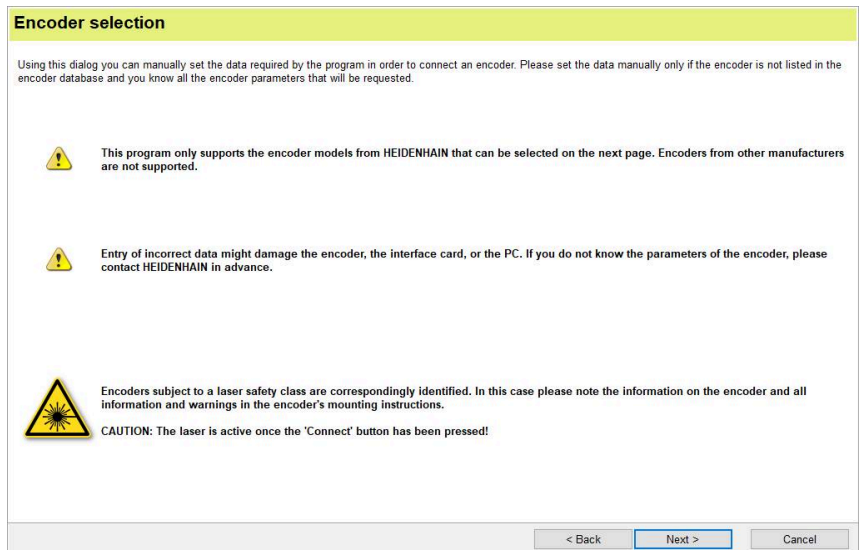 Encoder selection
Using this dialog you can manually set the data required by the program in order to connect an encoder. Please set the data manually only if the encoder is not listed in the
encoder database and you know all the encoder parameters that will be requested.
This program only supports the encoder models from HEIDENHAIN that can be selected on the next page. Encoders from other manufacturers
are not supported.
Entry of incorrect data might damage the encoder, the interface card, or the PC. If you do not know the parameters of the encoder, please
contact HEIDENHAIN in advance.
Encoders subject to a laser safety class are correspondingly identified. In this case please note the information on the encoder and all
information and warnings in the encoder's mounting instructions.
CAUTION: The laser is active once the 'Connect' button has been pressed!
< Back
Next >
Cancel